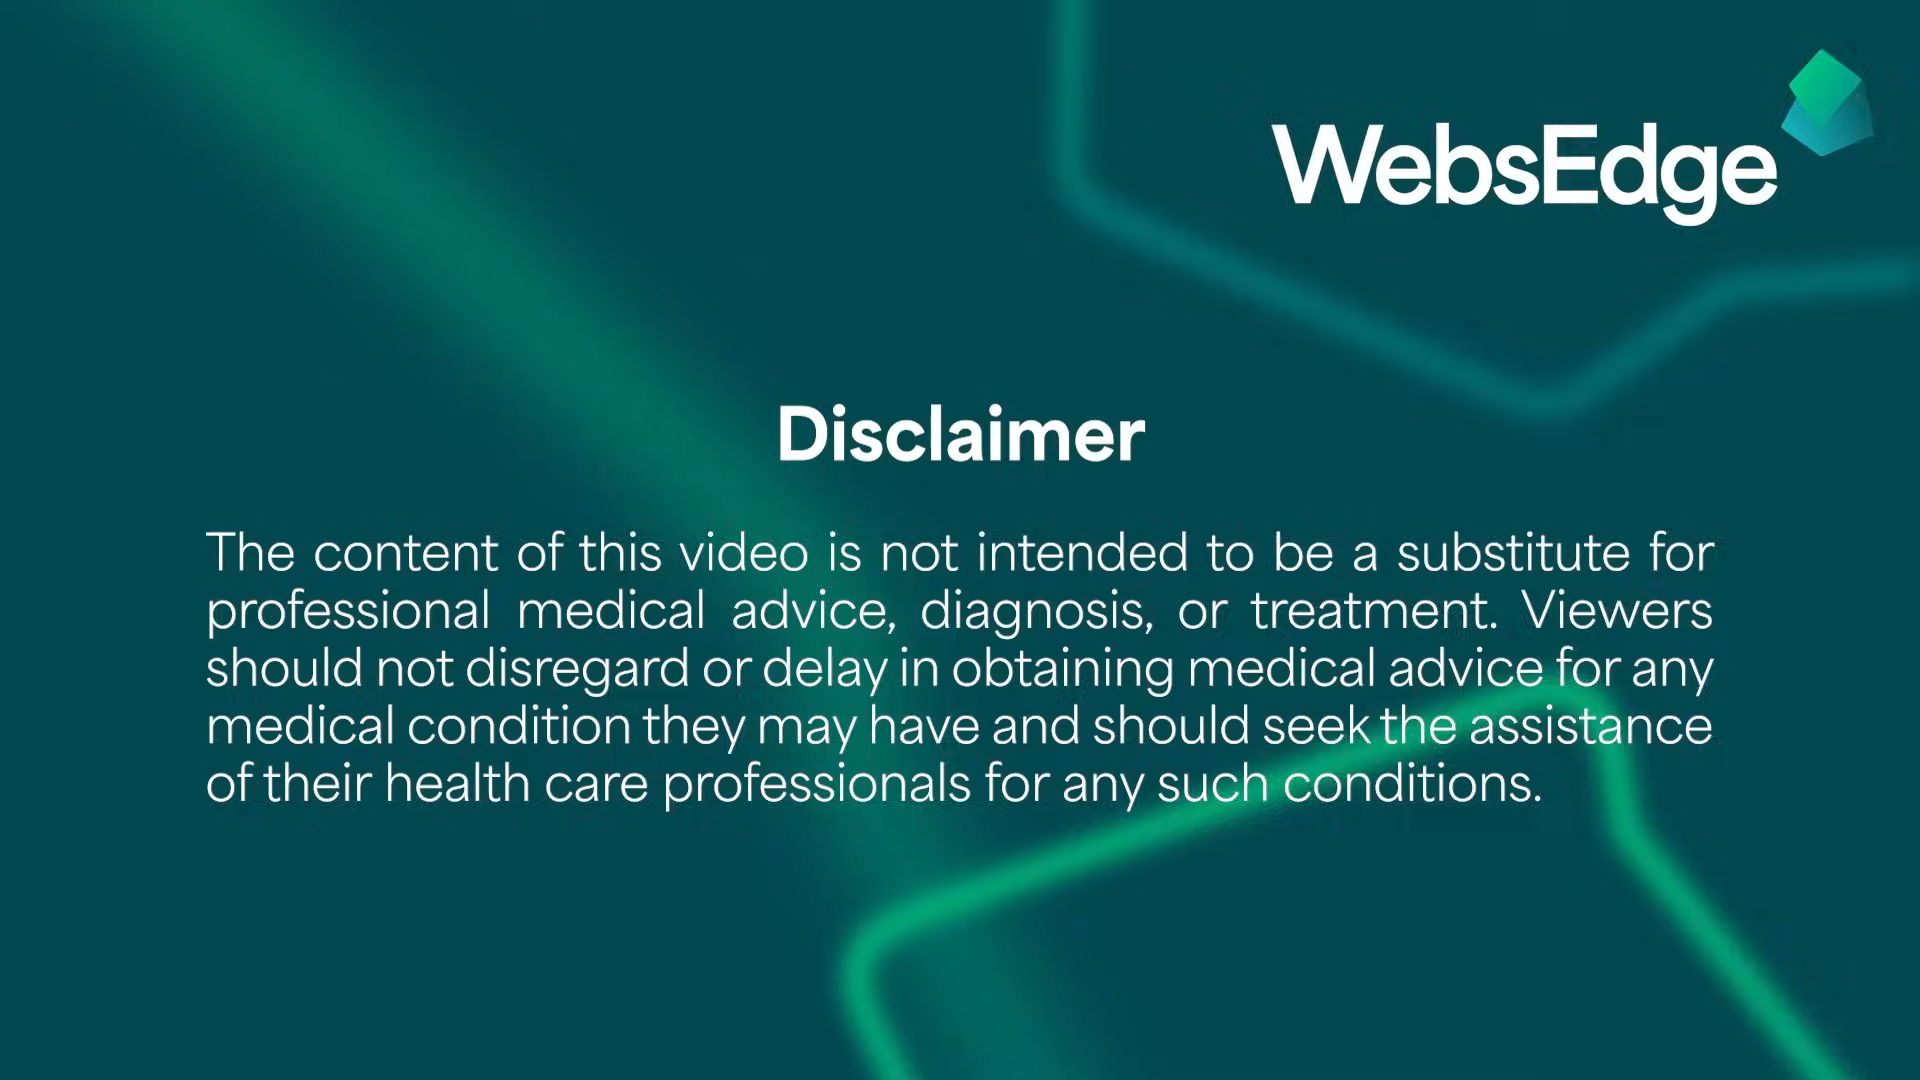 WebsEdge
Disclaimer
The content of this video is not intended to be a substitute for
professional medical advice, diagnosis, or treatment. Viewers
should not disregard or delay in obtaining medical advice for any
medical condition they may have and should seek the assistance
of their health care professionals for any such conditions.